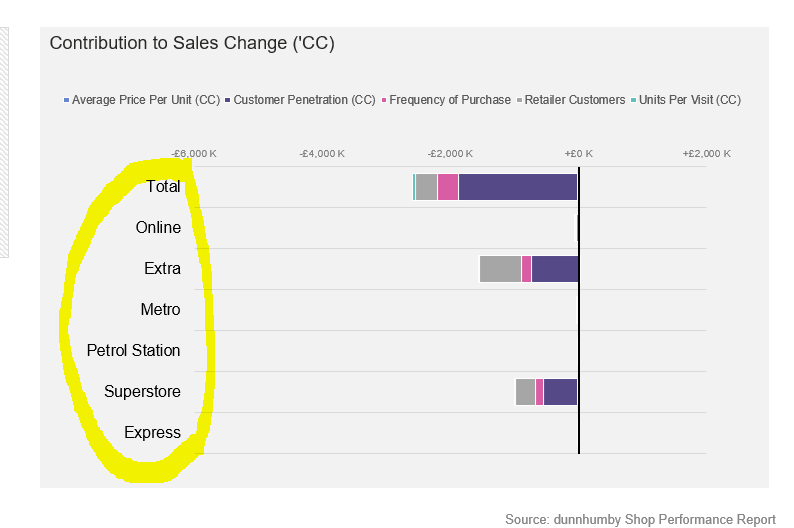 Contribution to Sales Change ('CC)
Average Price Per Unit (CC) Customer Penetration (CC) Frequency of Purchase Retailer Customers Units Per Visit (CC)
-£6,000 K -£4,000 K -£2,000 K +£0 K +£2,000 K
Total
Online
Extra
Metro
Petrol Station
Superstore
Express
Source: dunnhumby Shop Performance Report